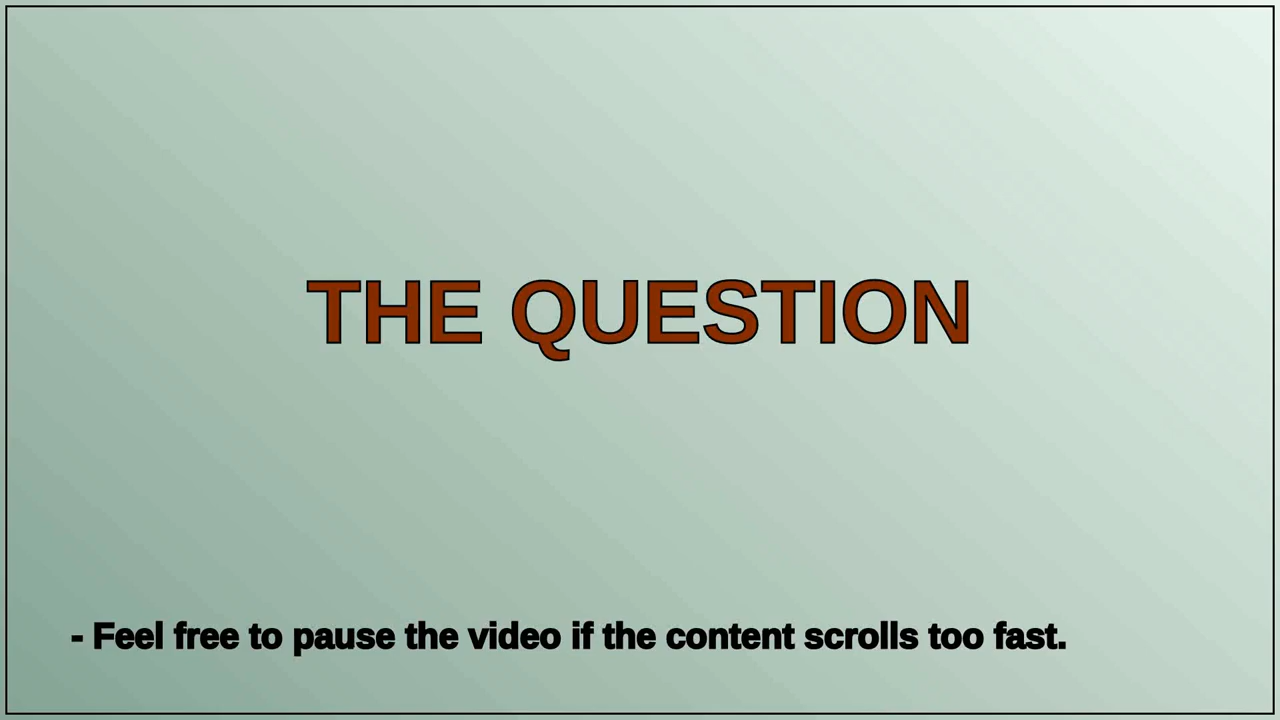 THE QUESTION
- Feel free to pause the video if the content scrolls too fast.